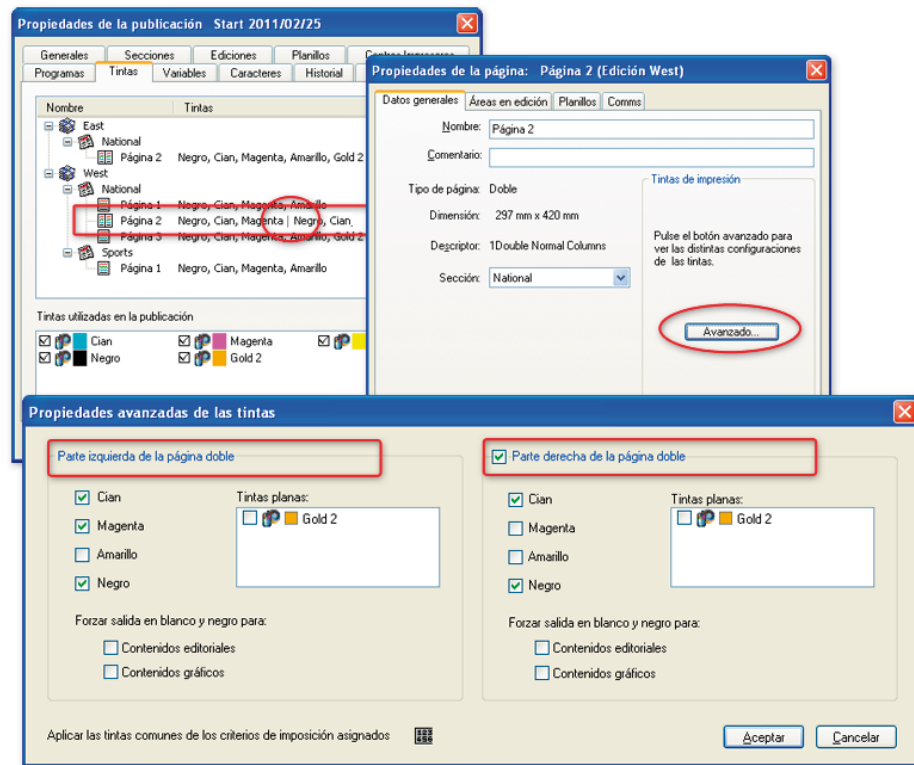 Propiedades de la publicación Start 2011/02/25
Generales Secciones Ediciones Planillos
Programas Tintas Variables Caracteres Historial
Nombre Tintas
East
National
Página 2 Negro, Cian, Magenta, Amarillo, Gold 2
West
National
Página 1 Negro, Cian, Magenta, Amarillo
Página 2 Negro, Cian, Magenta | Negro, Cian,
Página 3 Negro, Cian, Magenta, Amarillo, Gold 2
Sports
Página 1 Negro, Cian, Magenta, Amarillo
Tintas utilizadas en la publicación
Cian Magenta
Negro Gold 2
Propiedades de la página: Página 2 (Edición West)
Datos generales Áreas en edición Planillos Comms
Nombre: Página 2
Comentario:
Tipo de página: Doble
Dimensión: 297 mm x 420 mm
Descriptor: 1Double Normal Columns
Sección: National
Tintas de impresión
Pulse el botón avanzado para
ver las distintas configuraciones
de las tintas.
Avanzado...
Propiedades avanzadas de las tintas
Parte izquierda de la página doble
Cian
Magenta
Amarillo
Negro
Tintas planas:
Gold 2
Forzar salida en blanco y negro para:
Contenidos editoriales
Contenidos gráficos
Parte derecha de la página doble
Cian
Magenta
Amarillo
Negro
Tintas planas:
Gold 2
Forzar salida en blanco y negro para:
Contenidos editoriales
Contenidos gráficos
Aplicar las tintas comunes de los criterios de imposición asignados
Aceptar Cancelar